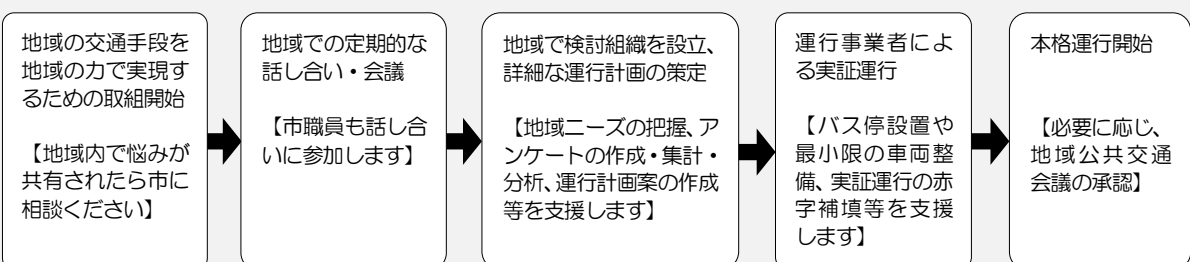 地域の交通手段を
地域の力で実現す
るための取組開始
【地域内で悩みが
共有されたら市に
相談ください】
地域での定期的な
話し合い・会議
【市職員も話し合
いに参加します】
地域で検討組織を設立、
詳細な運行計画の策定
【地域ニーズの把握、ア
ンケートの作成・集計・
分析、運行計画案の作成
等を支援します】
運行事業者によ
る実証運行
【バス停設置や
最小限の車両整
備、実証運行の赤
字補填等を支援
します】
本格運行開始
【必要に応じ、
地域公共交通
会議の承認】